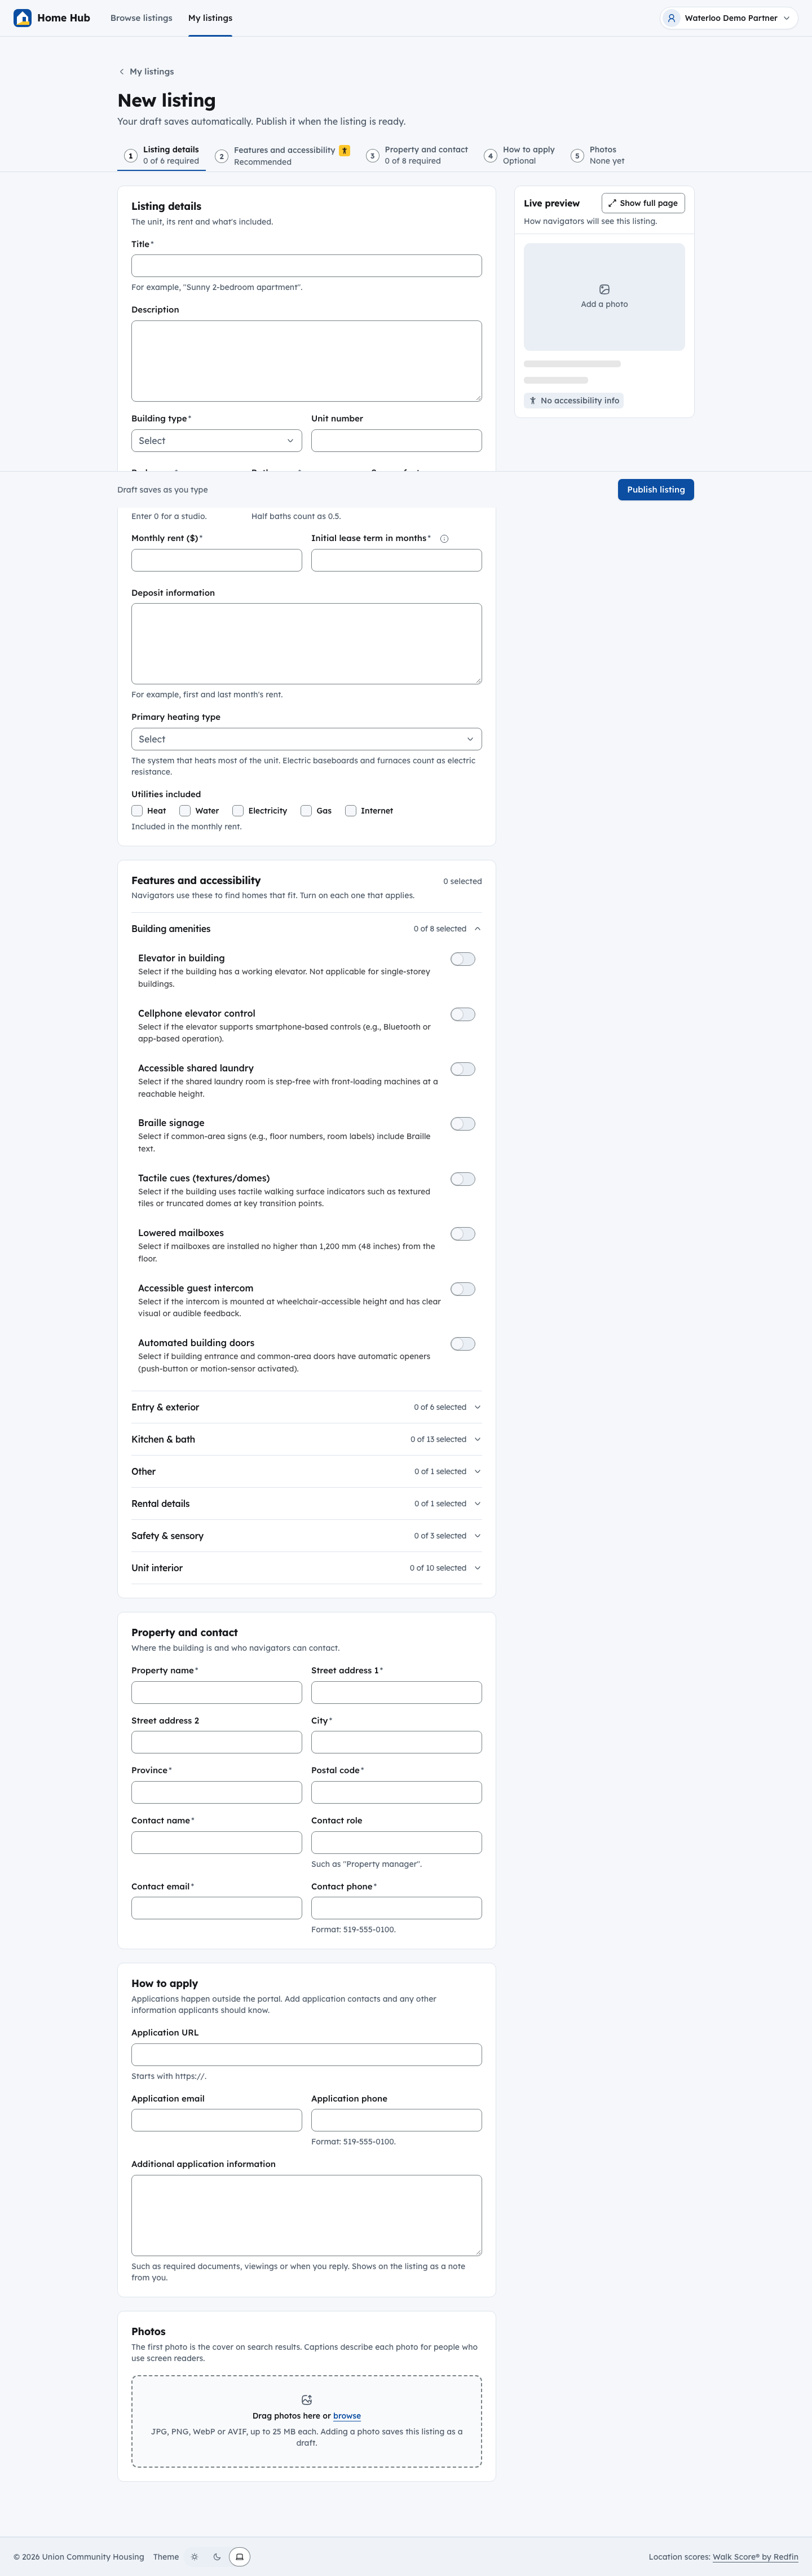 Home Hub
Browse listings
My listings
Waterloo Demo Partner
My listings
New listing
Your draft saves automatically. Publish it when the listing is ready.
1
Listing details
0 of 6 required
2
Features and accessibility
Recommended
3
Property and contact
0 of 8 required
4
How to apply
Optional
5
Photos
None yet
Listing details
The unit, its rent and what's included.
Title*
For example, "Sunny 2-bedroom apartment".
Description
Building type*
Unit number
Select
Live preview
Show full page
How navigators will see this listing.
Add a photo
No accessibility info
Draft saves as you type
Publish listing
Enter 0 for a studio.
Half baths count as 0.5.
Monthly rent ($)*
Initial lease term in months*
Deposit information
For example, first and last month's rent.
Primary heating type
Select
The system that heats most of the unit. Electric baseboards and furnaces count as electric
resistance.
Utilities included
Heat
Water
Electricity
Gas
Internet
Included in the monthly rent.
Features and accessibility
0 selected
Navigators use these to find homes that fit. Turn on each one that applies.
Building amenities
0 of 8 selected
Elevator in building
Select if the building has a working elevator. Not applicable for single-storey
buildings.
Cellphone elevator control
Select if the elevator supports smartphone-based controls (e.g., Bluetooth or
app-based operation).
Accessible shared laundry
Select if the shared laundry room is step-free with front-loading machines at a
reachable height.
Braille signage
Select if common-area signs (e.g., floor numbers, room labels) include Braille
text.
Tactile cues (textures/domes)
Select if the building uses tactile walking surface indicators such as textured
tiles or truncated domes at key transition points.
Lowered mailboxes
Select if mailboxes are installed no higher than 1,200 mm (48 inches) from the
floor.
Accessible guest intercom
Select if the intercom is mounted at wheelchair-accessible height and has clear
visual or audible feedback.
Automated building doors
Select if building entrance and common-area doors have automatic openers
(push-button or motion-sensor activated).
Entry & exterior
0 of 6 selected
Kitchen & bath
0 of 13 selected
Other
0 of 1 selected
Rental details
0 of 1 selected
Safety & sensory
0 of 3 selected
Unit interior
0 of 10 selected
Property and contact
Where the building is and who navigators can contact.
Property name*
Street address 1*
Street address 2
City*
Province*
Postal code*
Contact name*
Contact role
Such as "Property manager".
Contact email*
Contact phone*
Format: 519-555-0100.
How to apply
Applications happen outside the portal. Add application contacts and any other
information applicants should know.
Application URL
Starts with https://.
Application email
Application phone
Format: 519-555-0100.
Additional application information
Such as required documents, viewings or when you reply. Shows on the listing as a note
from you.
Photos
The first photo is the cover on search results. Captions describe each photo for people who
use screen readers.
Drag photos here or browse
JPG, PNG, WebP or AVIF, up to 25 MB each. Adding a photo saves this listing as a
draft.
© 2026 Union Community Housing
Theme
Location scores: Walk Score® by Redfin